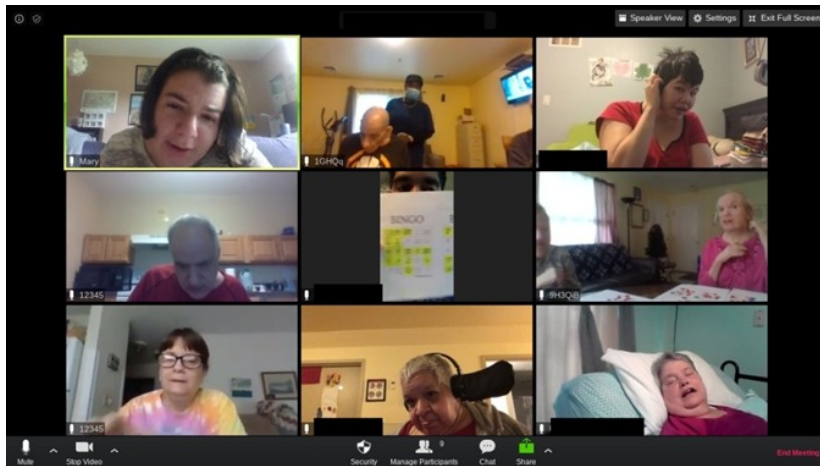 Speaker View Settings Exit Full Screen
Mary
1GHQq
12345
BINGO
9H3QiB
12345
Mute
Stop Video
Security
Manage Participants
9
Chat
Share
End Meeting